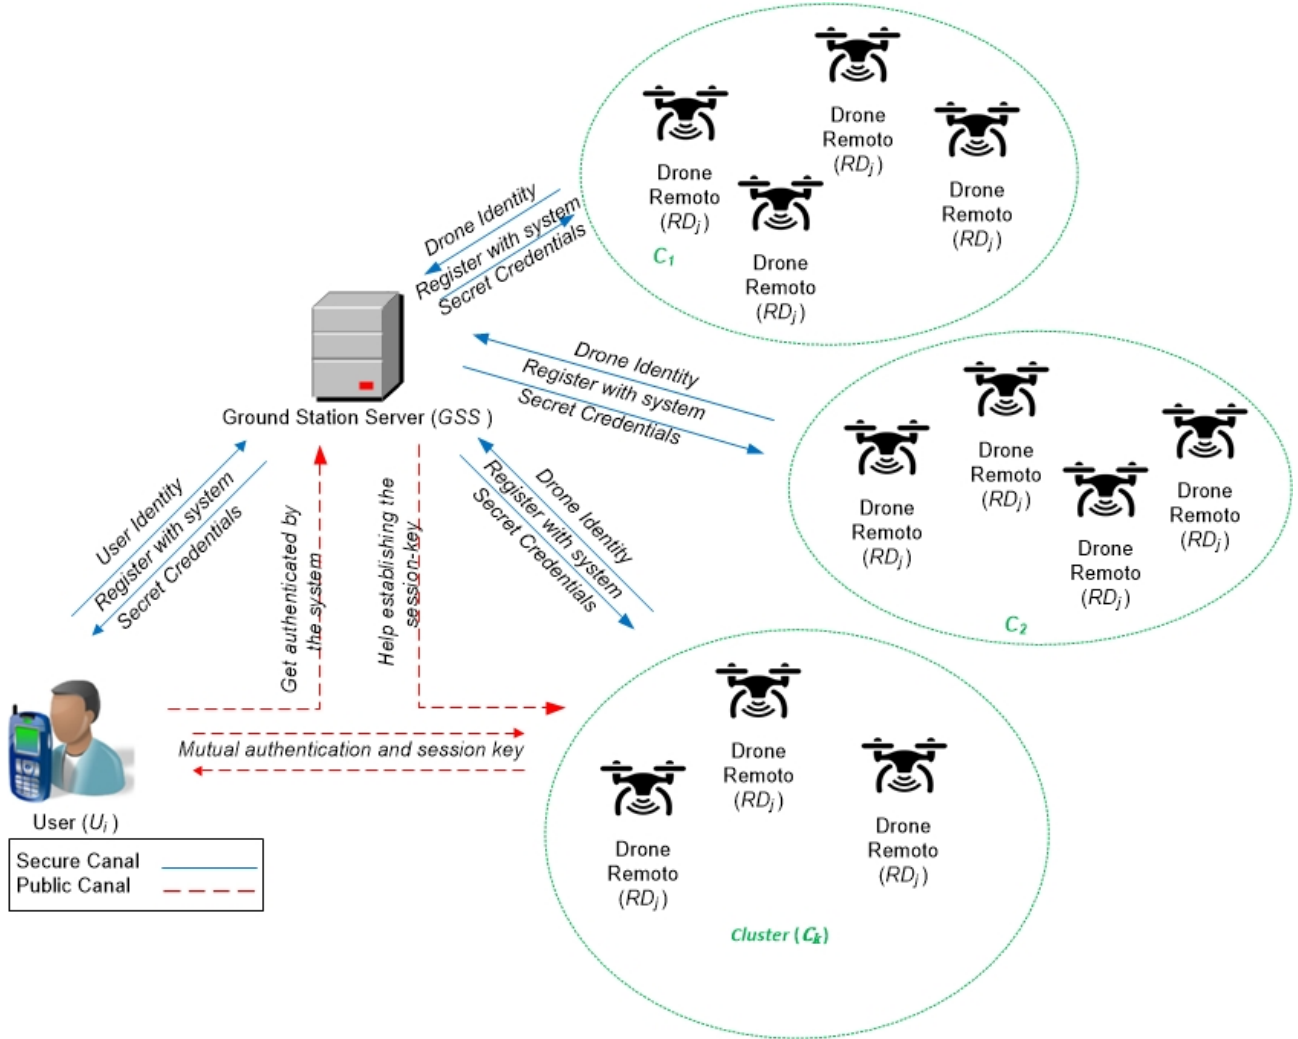 Drone
Remoto
(RDj)
Drone
Remoto
(RDj)
Drone
Remoto
(RDj)
Drone
Remoto
(RDj)
C1
Drone Identity
Register with system
Secret Credentials
Drone Identity
Register with system
Secret Credentials
Ground Station Server (GSS )
Drone
Remoto
(RDj)
Drone
Remoto
(RDj)
Drone
Remoto
(RDj)
Drone
Remoto
(RDj)
C2
User Identity
Register with system
Secret Credentials
Get authenticated by
the system
Help establishing the
session-key
Drone Identity
Register with system
Secret Credentials
Mutual authentication and session key
User (Ui )
Secure Canal
Public Canal
Drone
Remoto
(RDj)
Drone
Remoto
(RDj)
Drone
Remoto
(RDj)
Cluster (Ck)